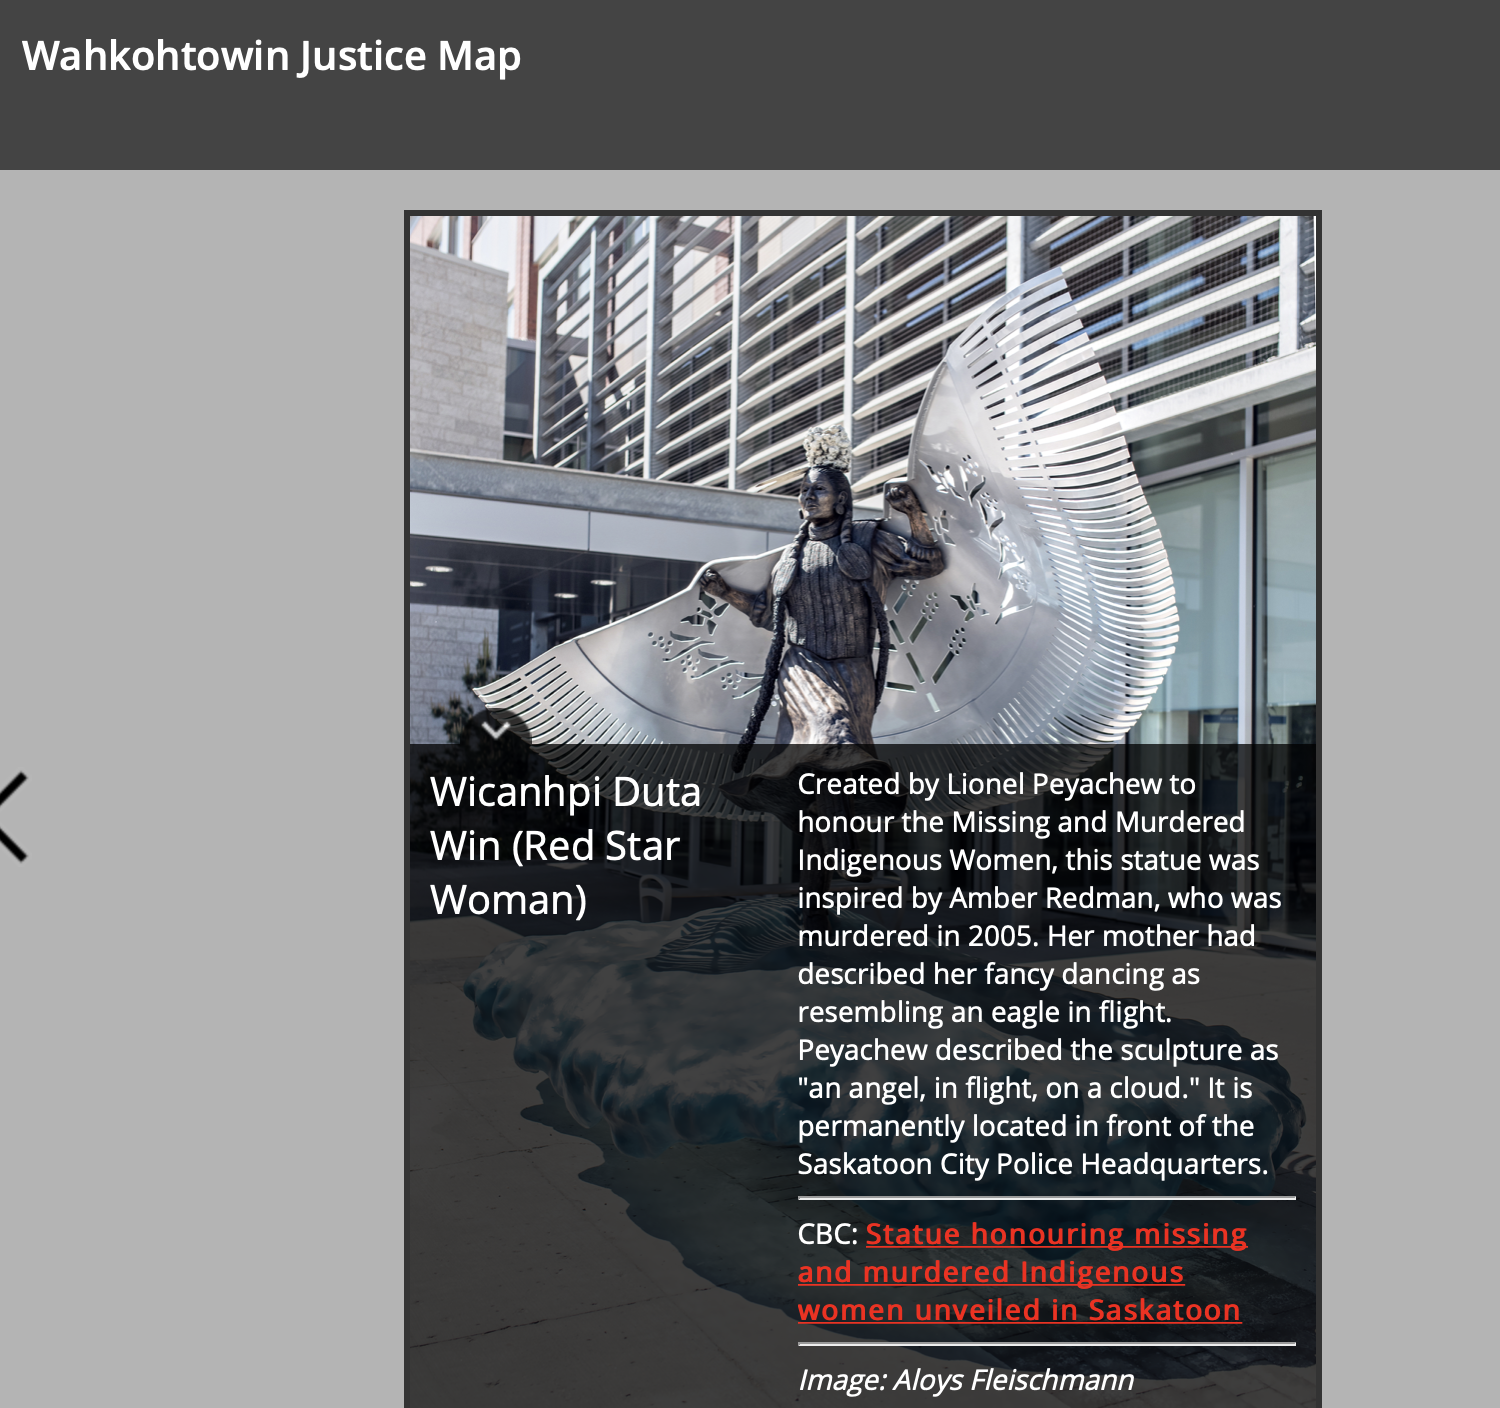 Wahkohtowin Justice Map
Wicanhpi Duta
Win (Red Star
Woman)
Created by Lionel Peyachew to
honour the Missing and Murdered
Indigenous Women, this statue was
inspired by Amber Redman, who was
murdered in 2005. Her mother had
described her fancy dancing as
resembling an eagle in flight.
Peyachew described the sculpture as
"an angel, in flight, on a cloud." It is
permanently located in front of the
Saskatoon City Police Headquarters.
CBC: Statue honouring missing
and murdered Indigenous
women unveiled in Saskatoon
Image: Aloys Fleischmann